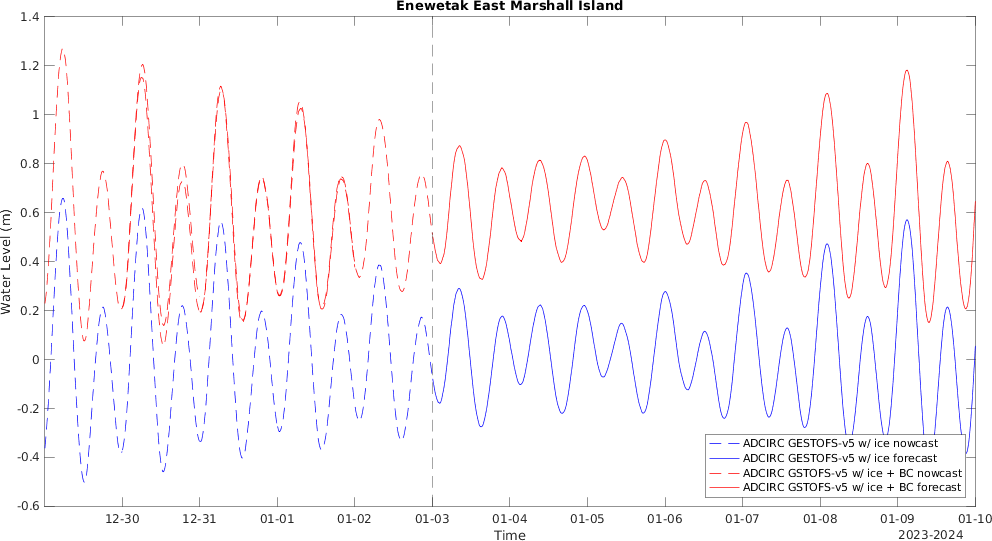 Enewetak East Marshall Island
1.4
1.2
1
0.8
0.6
0.4
0.2
0
-0.2
-0.4
-0.6
Water Level (m)
ADCIRC GESTOFS-v5 w/ ice nowcast
ADCIRC GESTOFS-v5 w/ ice forecast
ADCIRC GSTOFS-v5 w/ ice + BC nowcast
ADCIRC GSTOFS-v5 w/ ice + BC forecast
12-30 12-31 01-01 01-02 01-03 01-04 01-05 01-06 01-07 01-08 01-09 01-10
Time
2023-2024